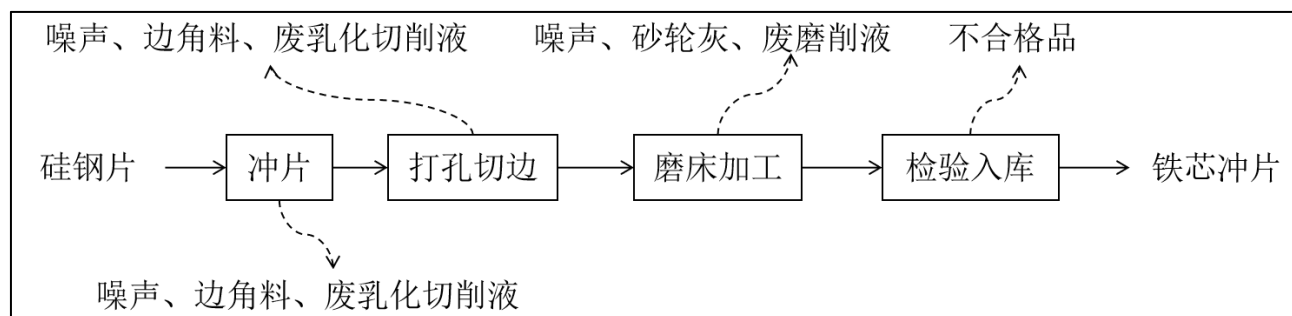 噪声、边角料、废乳化切削液
噪声、砂轮灰、废磨削液
不合格品
硅钢片
冲片
打孔切边
磨床加工
检验入库
铁芯冲片
噪声、边角料、废乳化切削液